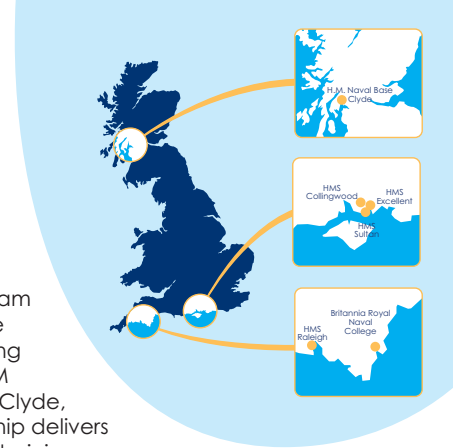 H.M. Naval Base
Clyde
HMS
Collingwood
HMS
Excellent
HMS
Sultan
Britannia Royal
Naval
College
HMS
Raleigh
am
e
ng
M
Clyde,
hip delivers